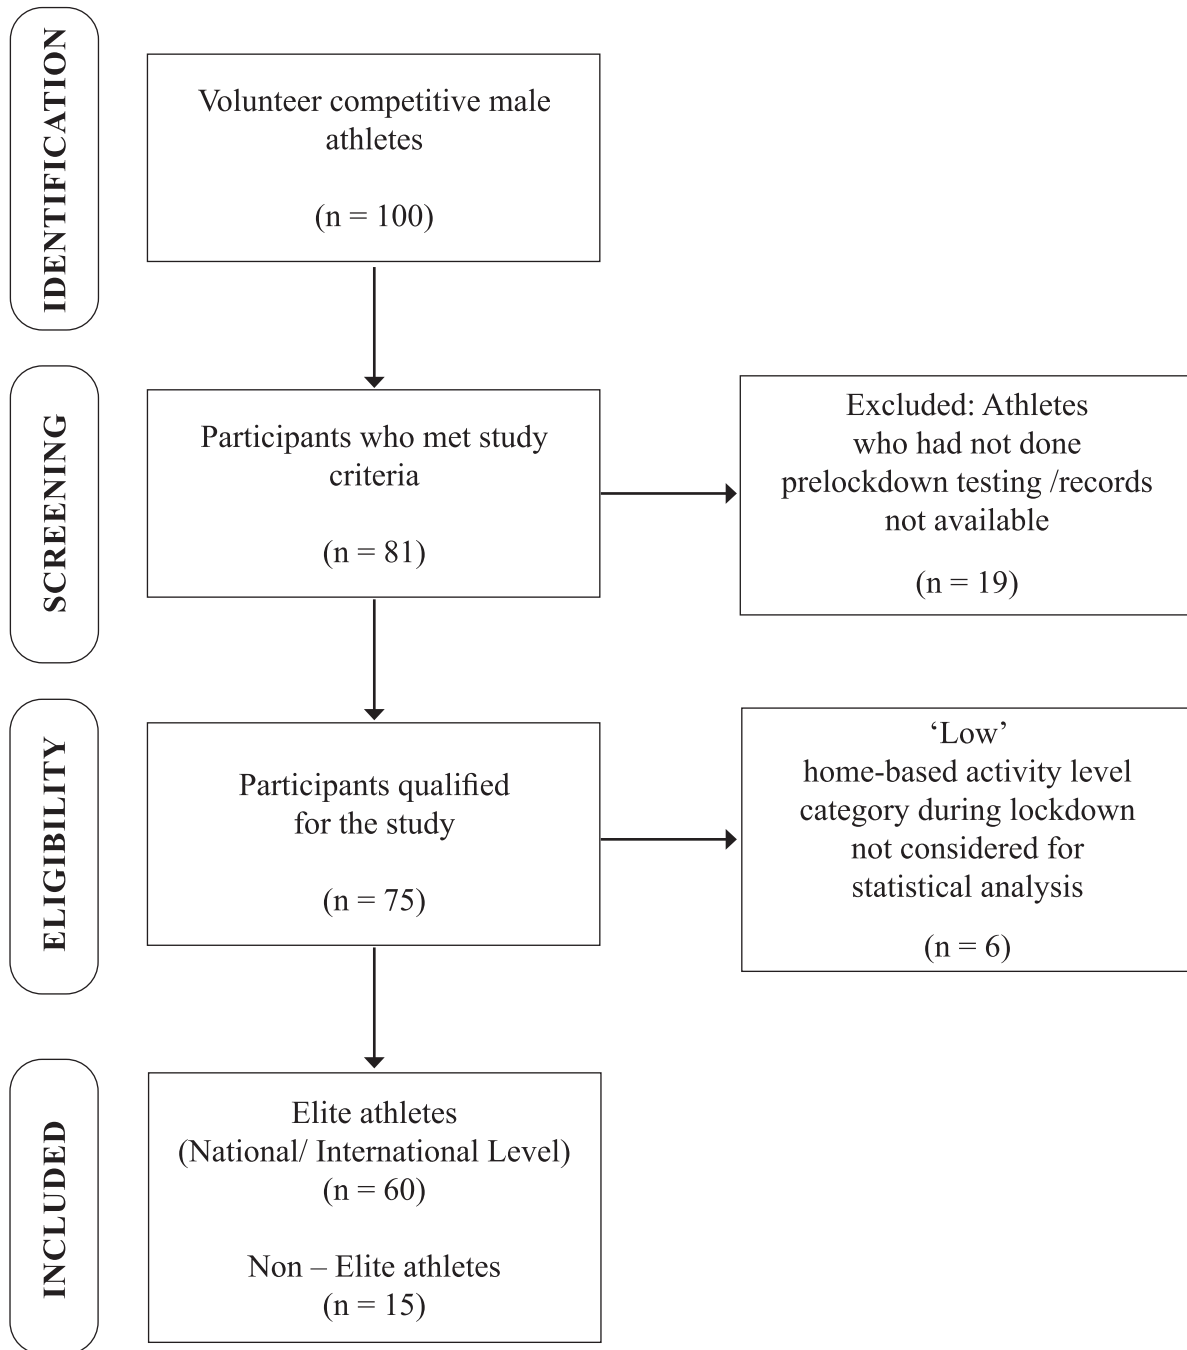 IDENTIFICATION
Volunteer competitive male
athletes
(n = 100)
SCREENING
Participants who met study
criteria
(n = 81)
Excluded: Athletes
who had not done
prelockdown testing /records
not available
(n = 19)
ELIGIBILITY
Participants qualified
for the study
(n = 75)
‘Low’
home-based activity level
category during lockdown
not considered for
statistical analysis
(n = 6)
INCLUDED
Elite athletes
(National/ International Level)
(n = 60)
Non – Elite athletes
(n = 15)